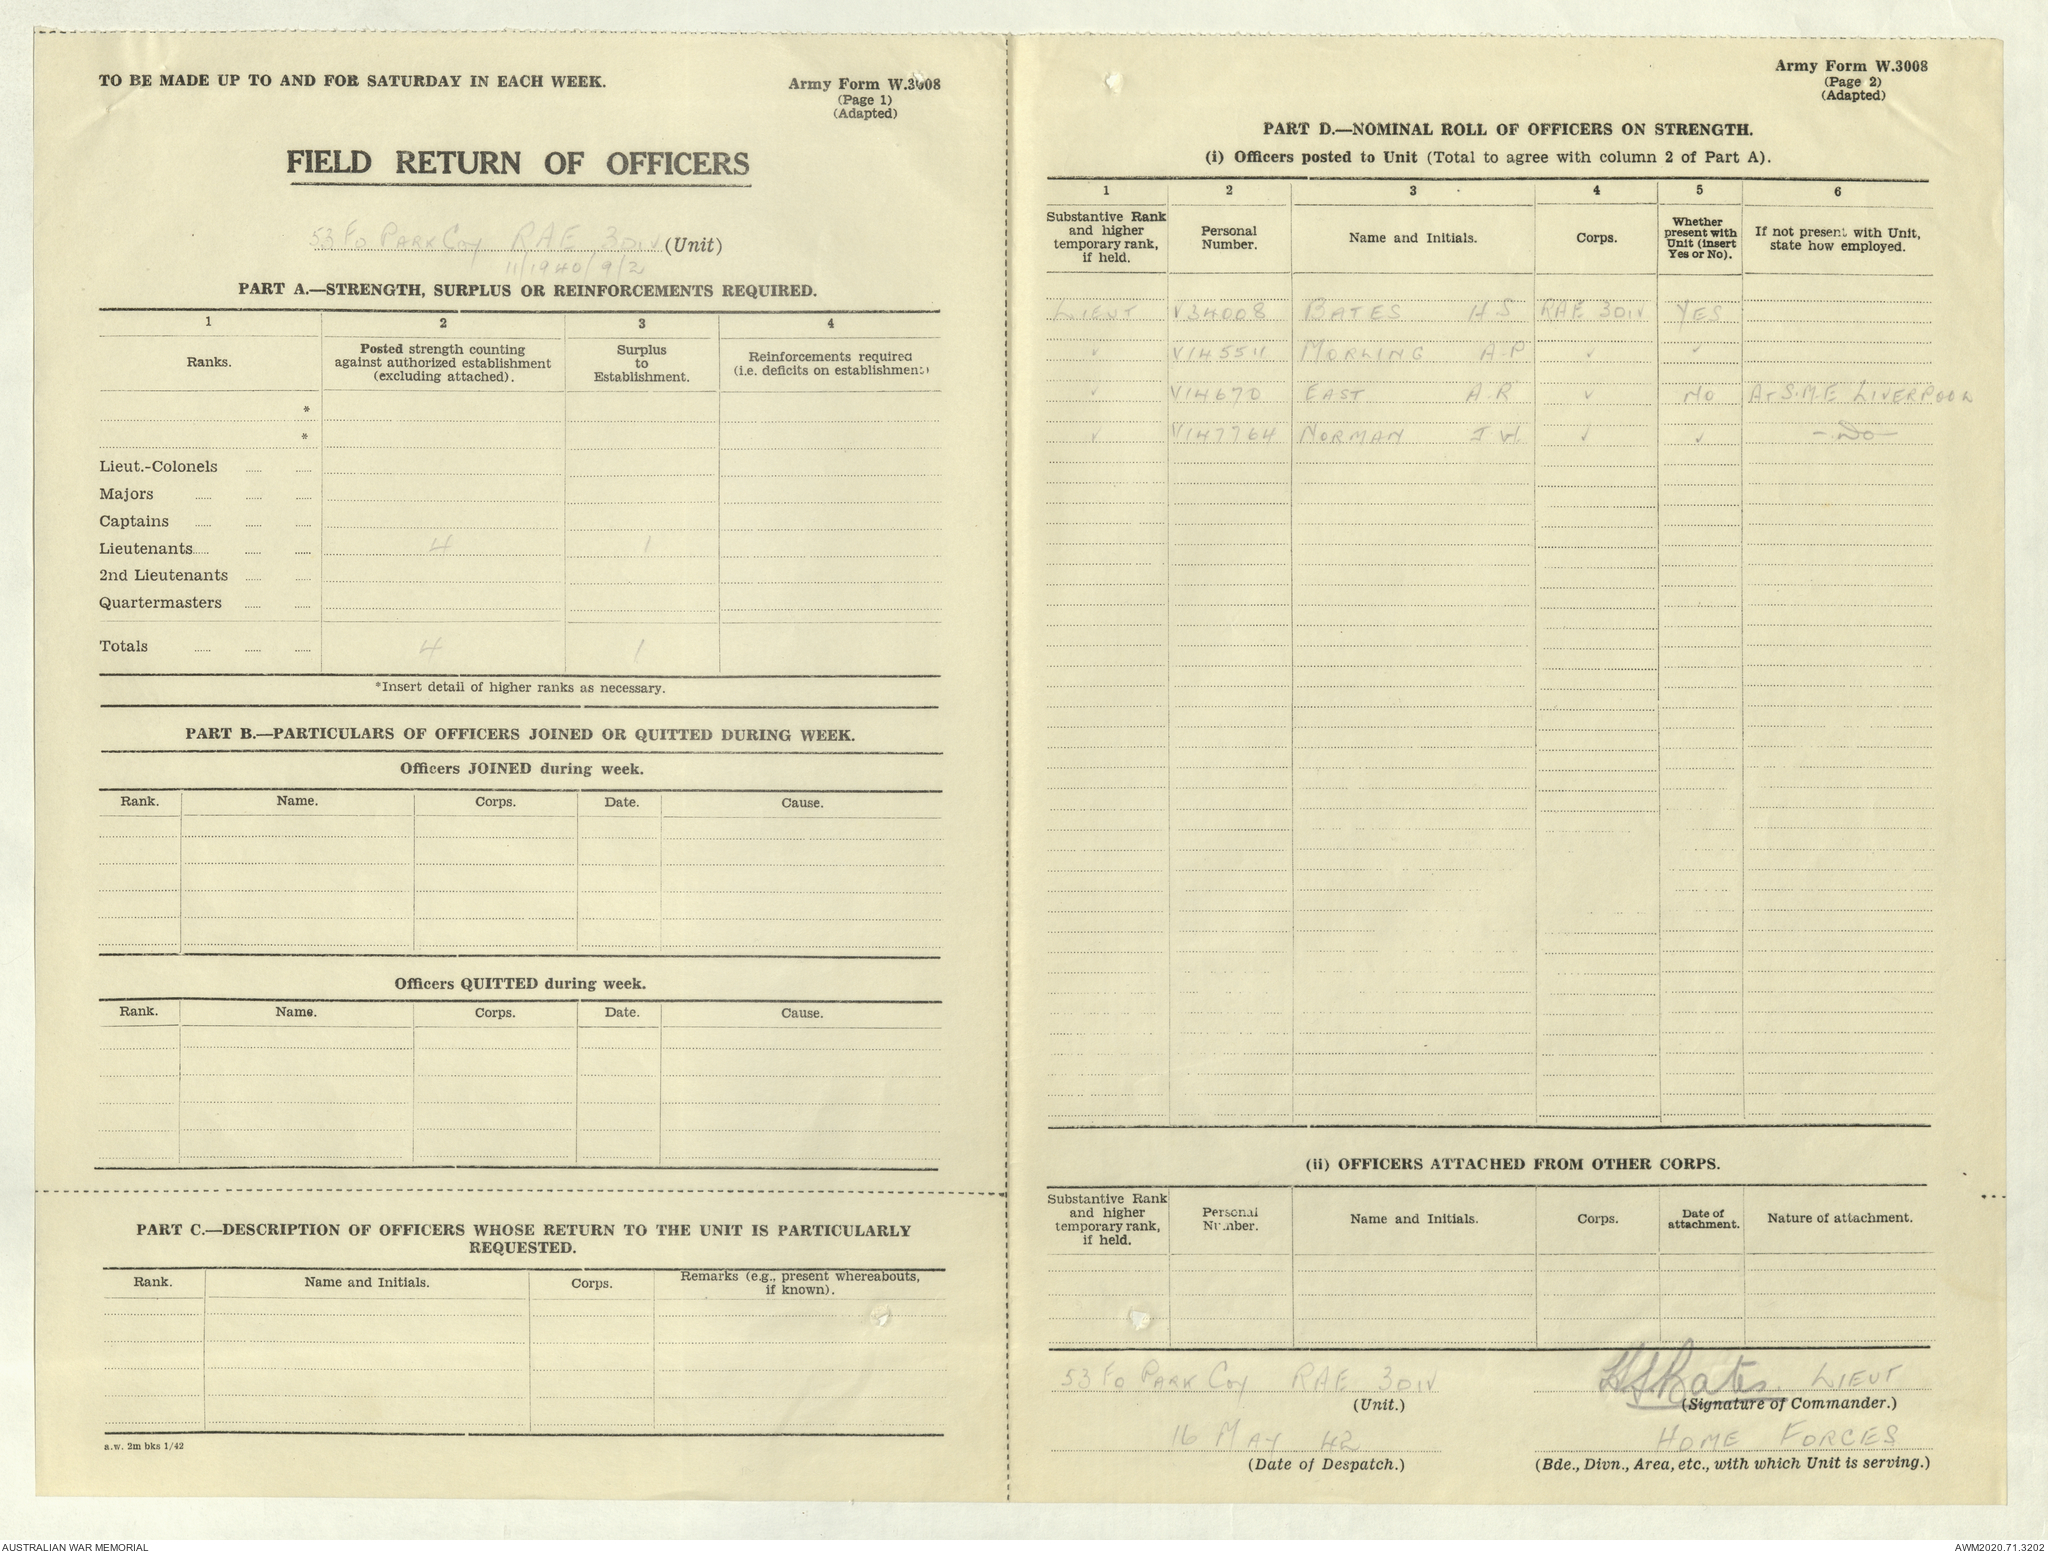 TO BE MADE UP TO AND FOR SATURDAY IN EACH WEEK.
Army Form W.3008
(Page 1)
(Adapted)
FIELD RETURN OF OFFICERS
53 FD PARK COY RAE 3 DIV (Unit)
11/1940/9/2
PART A.—STRENGTH, SURPLUS OR REINFORCEMENTS REQUIRED.
1 2 3 4
Ranks. Posted strength counting against authorized establishment (excluding attached). Surplus to Establishment. Reinforcements required (i.e. deficits on establishment)
*
*
Lieut.-Colonels
Majors
Captains
Lieutenants 4 1
2nd Lieutenants
Quartermasters
Totals 4 1
*Insert detail of higher ranks as necessary.
PART B.—PARTICULARS OF OFFICERS JOINED OR QUITTED DURING WEEK.
Officers JOINED during week.
Rank. Name. Corps. Date. Cause.
Officers QUITTED during week.
Rank. Name. Corps. Date. Cause.
PART C.—DESCRIPTION OF OFFICERS WHOSE RETURN TO THE UNIT IS PARTICULARLY
REQUESTED.
Rank. Name and Initials. Corps. Remarks (e.g., present whereabouts, if known).
a.w. 2m bks 1/42
Army Form W.3008
(Page 2)
(Adapted)
PART D.—NOMINAL ROLL OF OFFICERS ON STRENGTH.
(i) Officers posted to Unit (Total to agree with column 2 of Part A).
1 2 3 4 5 6
Substantive Rank and higher temporary rank, if held. Personal Number. Name and Initials. Corps. Whether present with Unit (insert Yes or No). If not present with Unit, state how employed.
LIEUT V34008 BATES H S RAE 3 DIV YES
✓ V145511 MORLING A.P ✓ ✓
✓ V14670 EAST A.R ✓ NO AT S.M.E LIVERPOOL
✓ V147764 NORMAN J.W. ✓ ✓ —Do—
(ii) OFFICERS ATTACHED FROM OTHER CORPS.
Substantive Rank and higher temporary rank, if held. Personal Number. Name and Initials. Corps. Date of attachment. Nature of attachment.
53 FD PARK COY RAE 3 DIV
(Unit.)
HSBates. LIEUT
(Signature of Commander.)
16 MAY 42
(Date of Despatch.)
HOME FORCES
(Bde., Divn., Area, etc., with which Unit is serving.)
AUSTRALIAN WAR MEMORIAL
AWM2020.71.3202